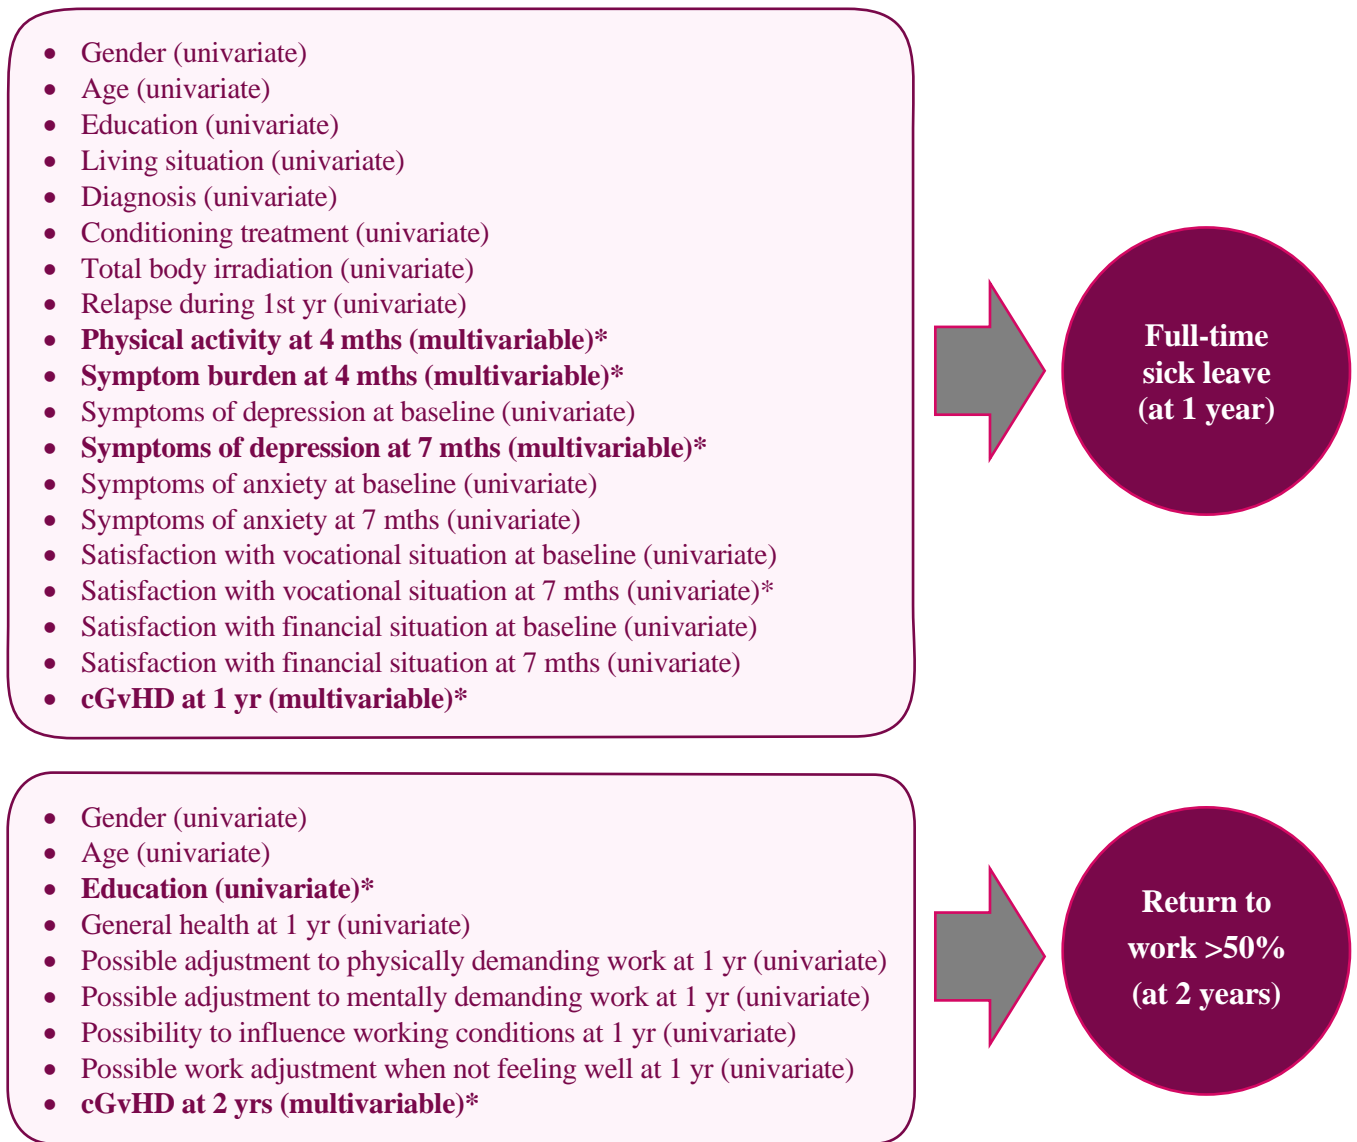 • Gender (univariate)
• Age (univariate)
• Education (univariate)
• Living situation (univariate)
• Diagnosis (univariate)
• Conditioning treatment (univariate)
• Total body irradiation (univariate)
• Relapse during 1st yr (univariate)
• Physical activity at 4 mths (multivariable)*
• Symptom burden at 4 mths (multivariable)*
• Symptoms of depression at baseline (univariate)
• Symptoms of depression at 7 mths (multivariable)*
• Symptoms of anxiety at baseline (univariate)
• Symptoms of anxiety at 7 mths (univariate)
• Satisfaction with vocational situation at baseline (univariate)
• Satisfaction with vocational situation at 7 mths (univariate)*
• Satisfaction with financial situation at baseline (univariate)
• Satisfaction with financial situation at 7 mths (univariate)
• cGvHD at 1 yr (multivariable)*
Full-time
sick leave
(at 1 year)
• Gender (univariate)
• Age (univariate)
• Education (univariate)*
• General health at 1 yr (univariate)
• Possible adjustment to physically demanding work at 1 yr (univariate)
• Possible adjustment to mentally demanding work at 1 yr (univariate)
• Possibility to influence working conditions at 1 yr (univariate)
• Possible work adjustment when not feeling well at 1 yr (univariate)
• cGvHD at 2 yrs (multivariable)*
Return to
work >50%
(at 2 years)